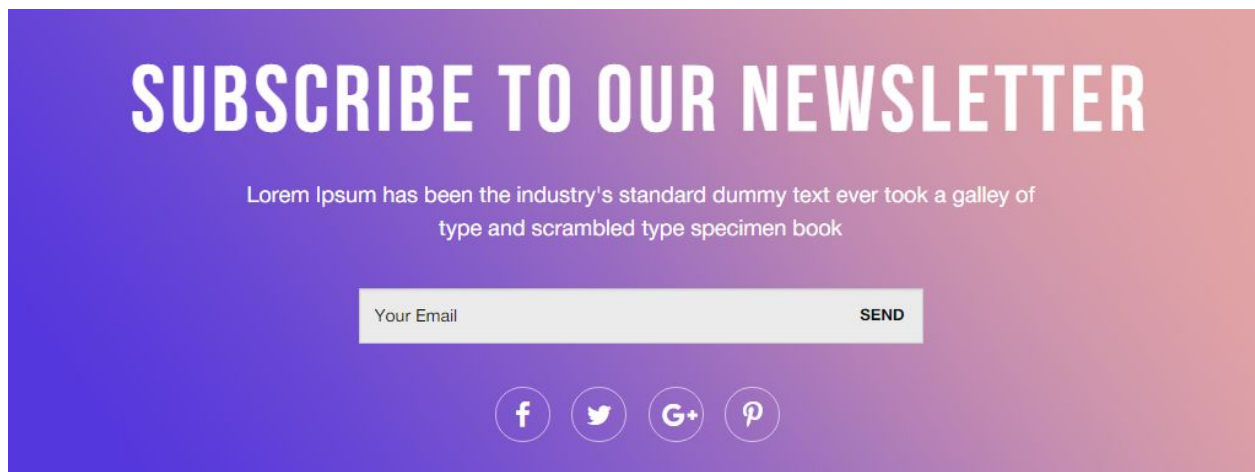 SUBSCRIBE TO OUR NEWSLETTER
Lorem Ipsum has been the industry's standard dummy text ever took a galley of
type and scrambled type specimen book
Your Email SEND
f G+